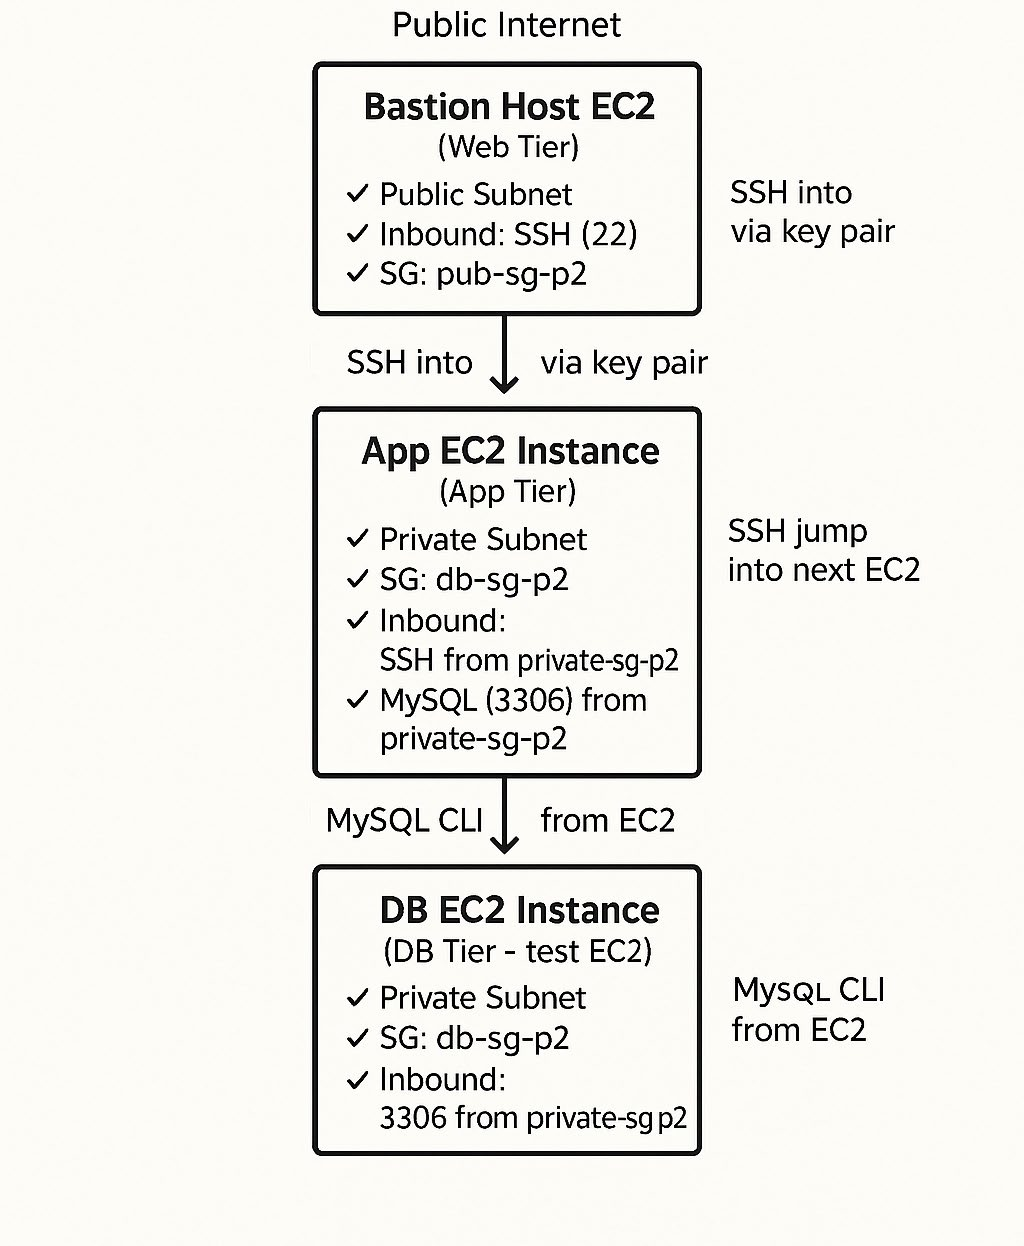 Public Internet
Bastion Host EC2
(Web Tier)
✓ Public Subnet
✓ Inbound: SSH (22)
✓ SG: pub-sg-p2
SSH into
via key pair
SSH into via key pair
App EC2 Instance
(App Tier)
✓ Private Subnet
✓ SG: db-sg-p2
✓ Inbound:
SSH from private-sg-p2
✓ MySQL (3306) from
private-sg-p2
SSH jump
into next EC2
MySQL CLI from EC2
DB EC2 Instance
(DB Tier - test EC2)
✓ Private Subnet
✓ SG: db-sg-p2
✓ Inbound:
3306 from private-sg p2
MysQL CLI
from EC2